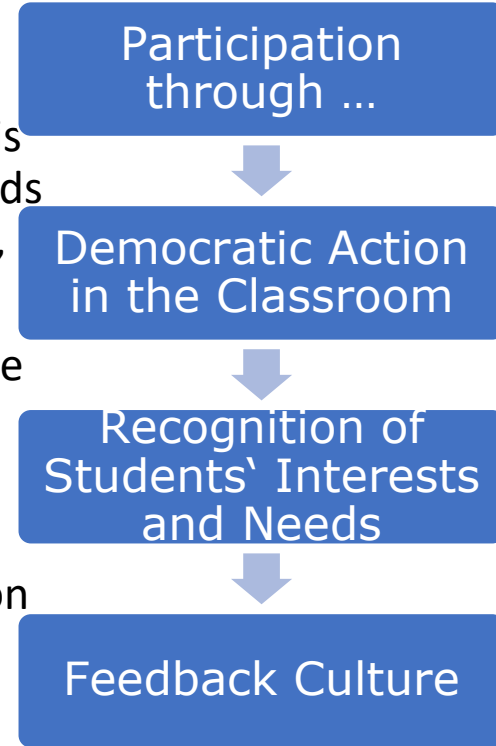 Participation
through …
Democratic Action
in the Classroom
Recognition of
Students‘ Interests
and Needs
Feedback Culture